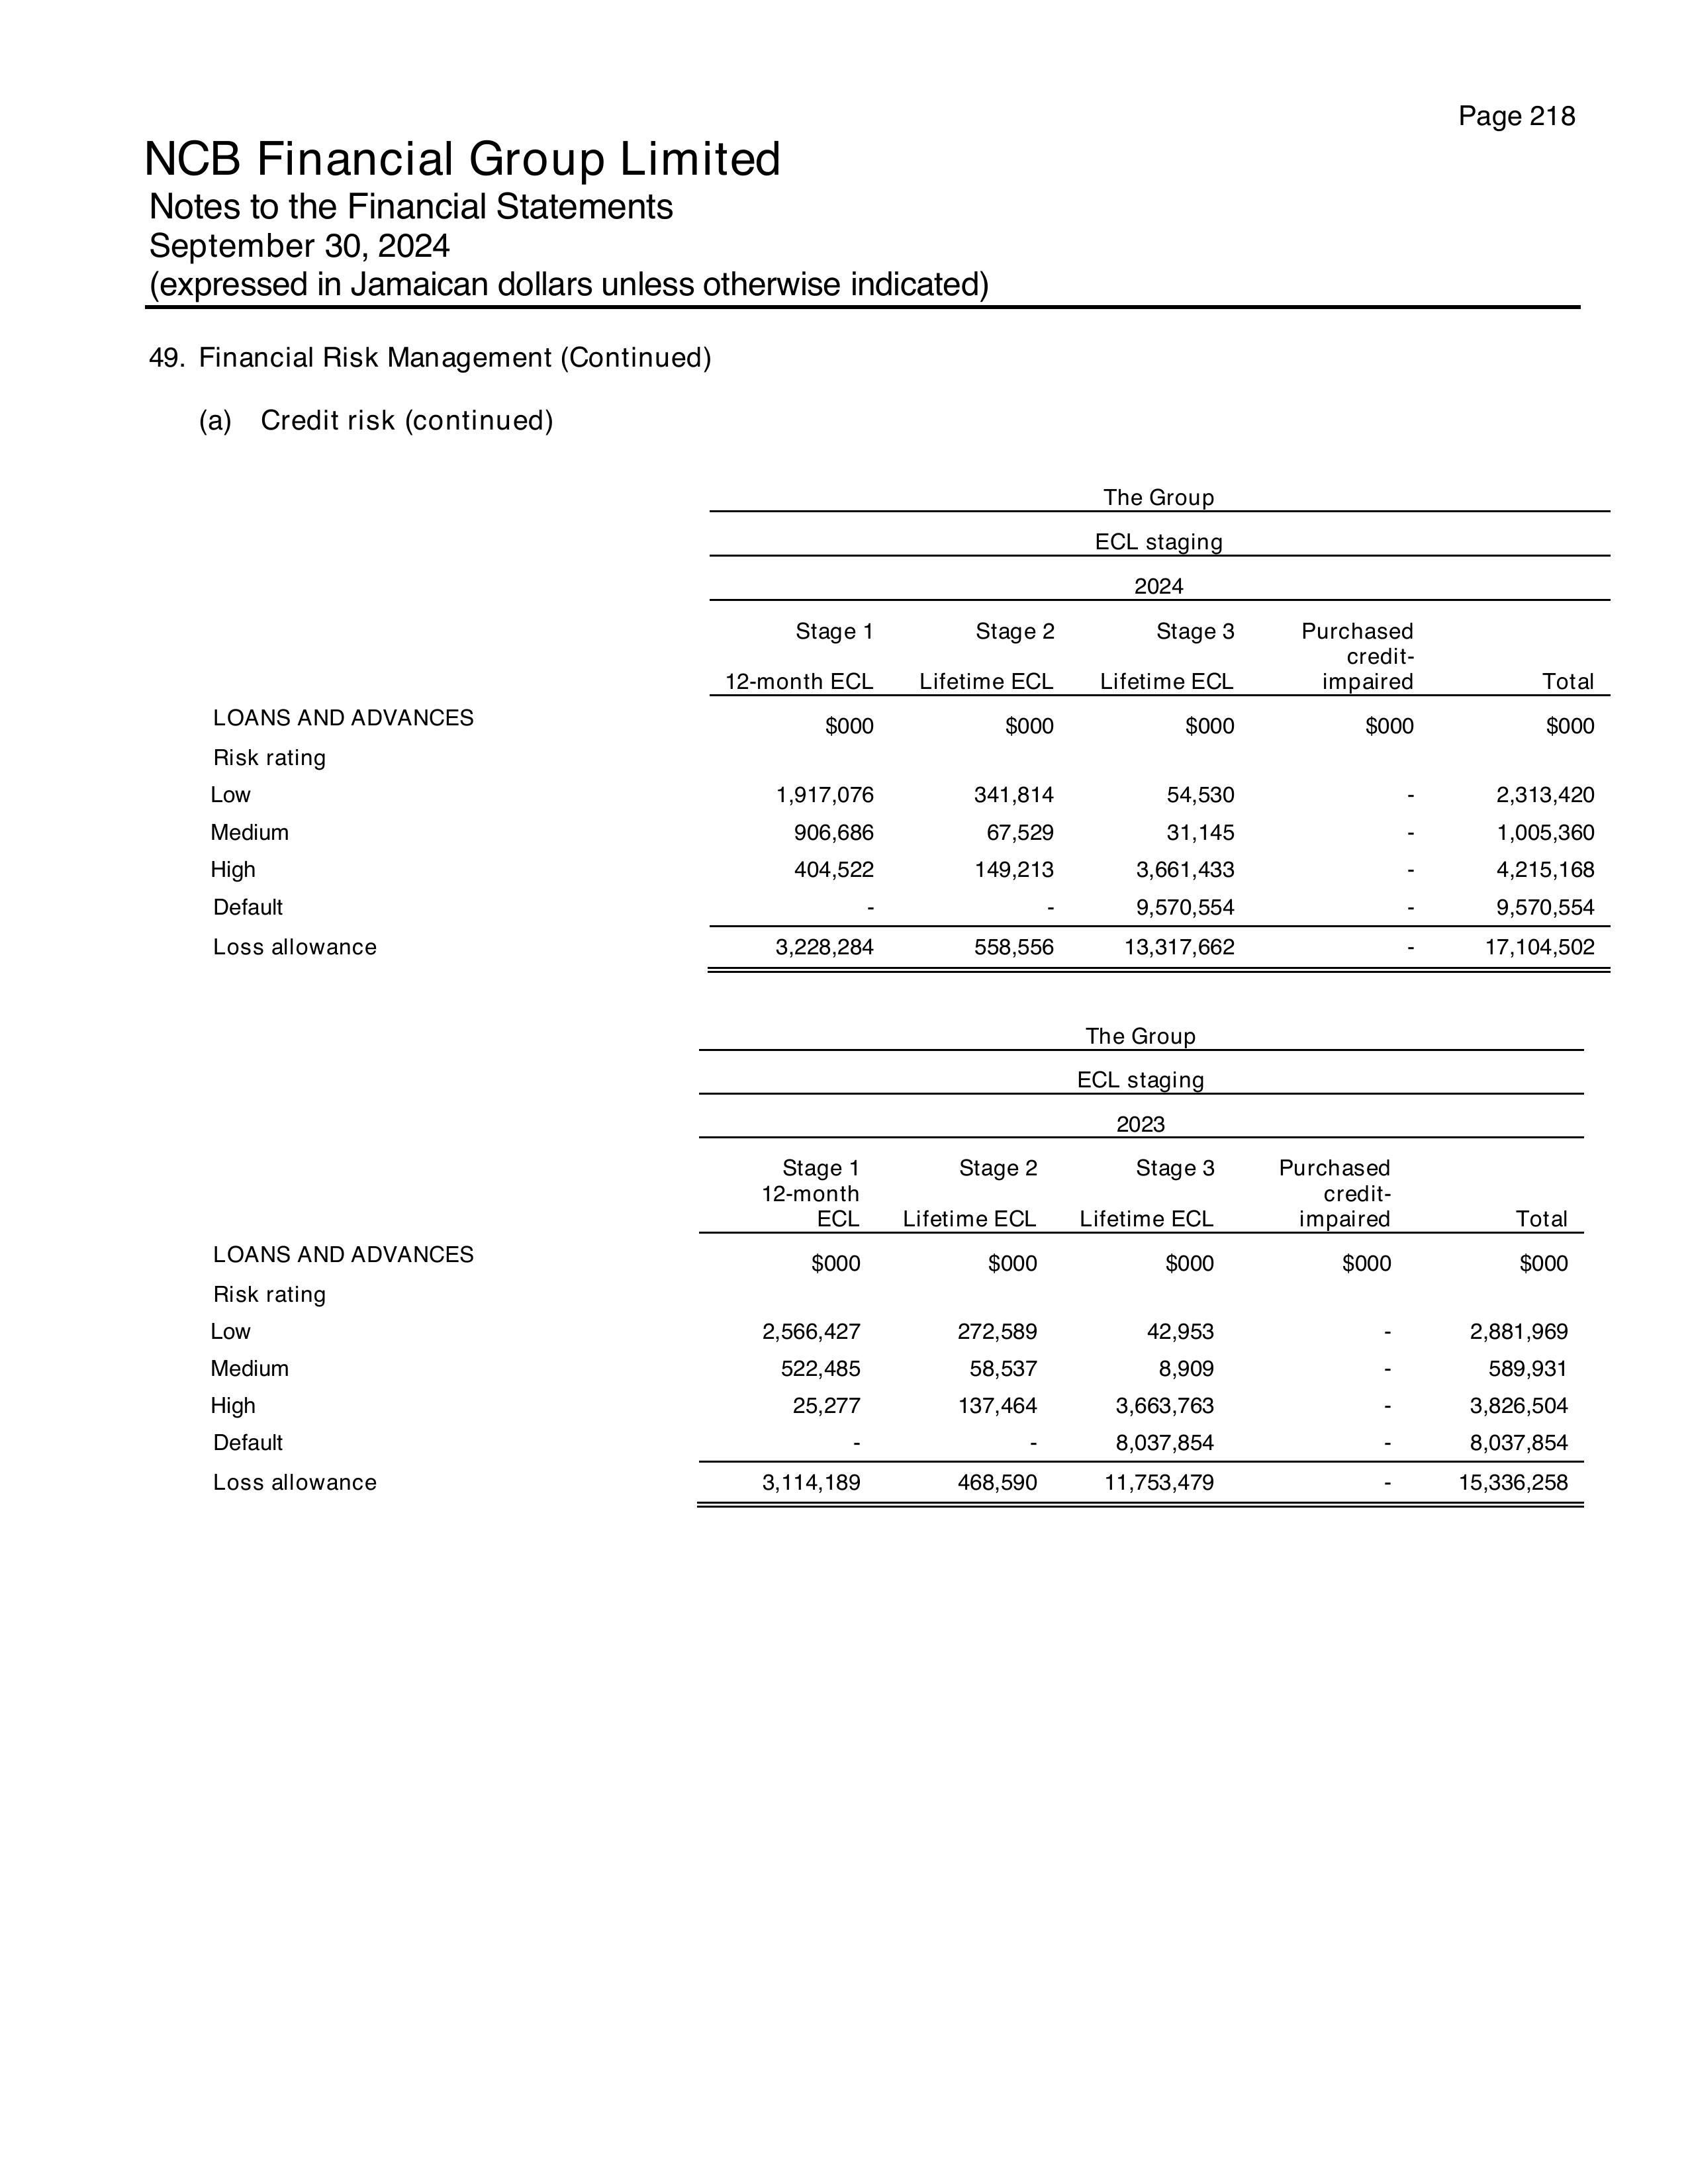 Page 218
NCB Financial Group Limited
Notes to the Financial Statements
September 30, 2024
(expressed in Jamaican dollars unless otherwise indicated)
49. Financial Risk Management (Continued)
(a) Credit risk (continued)
The Group
ECL staging
2024
Stage 1 Stage 2 Stage 3 Purchased
credit-
12-month ECL Lifetime ECL Lifetime ECL impaired Total
LOANS AND ADVANCES $000 $000 $000 $000 $000
Risk rating
Low 1,917,076 341,814 54,530 - 2,313,420
Medium 906,686 67,529 31,145 - 1,005,360
High 404,522 149,213 3,661,433 - 4,215,168
Default - - 9,570,554 - 9,570,554
Loss allowance 3,228,284 558,556 13,317,662 - 17,104,502
The Group
ECL staging
2023
Stage 1 Stage 2 Stage 3 Purchased
12-month credit-
ECL Lifetime ECL Lifetime ECL impaired Total
LOANS AND ADVANCES $000 $000 $000 $000 $000
Risk rating
Low 2,566,427 272,589 42,953 - 2,881,969
Medium 522,485 58,537 8,909 - 589,931
High 25,277 137,464 3,663,763 - 3,826,504
Default - - 8,037,854 - 8,037,854
Loss allowance 3,114,189 468,590 11,753,479 - 15,336,258